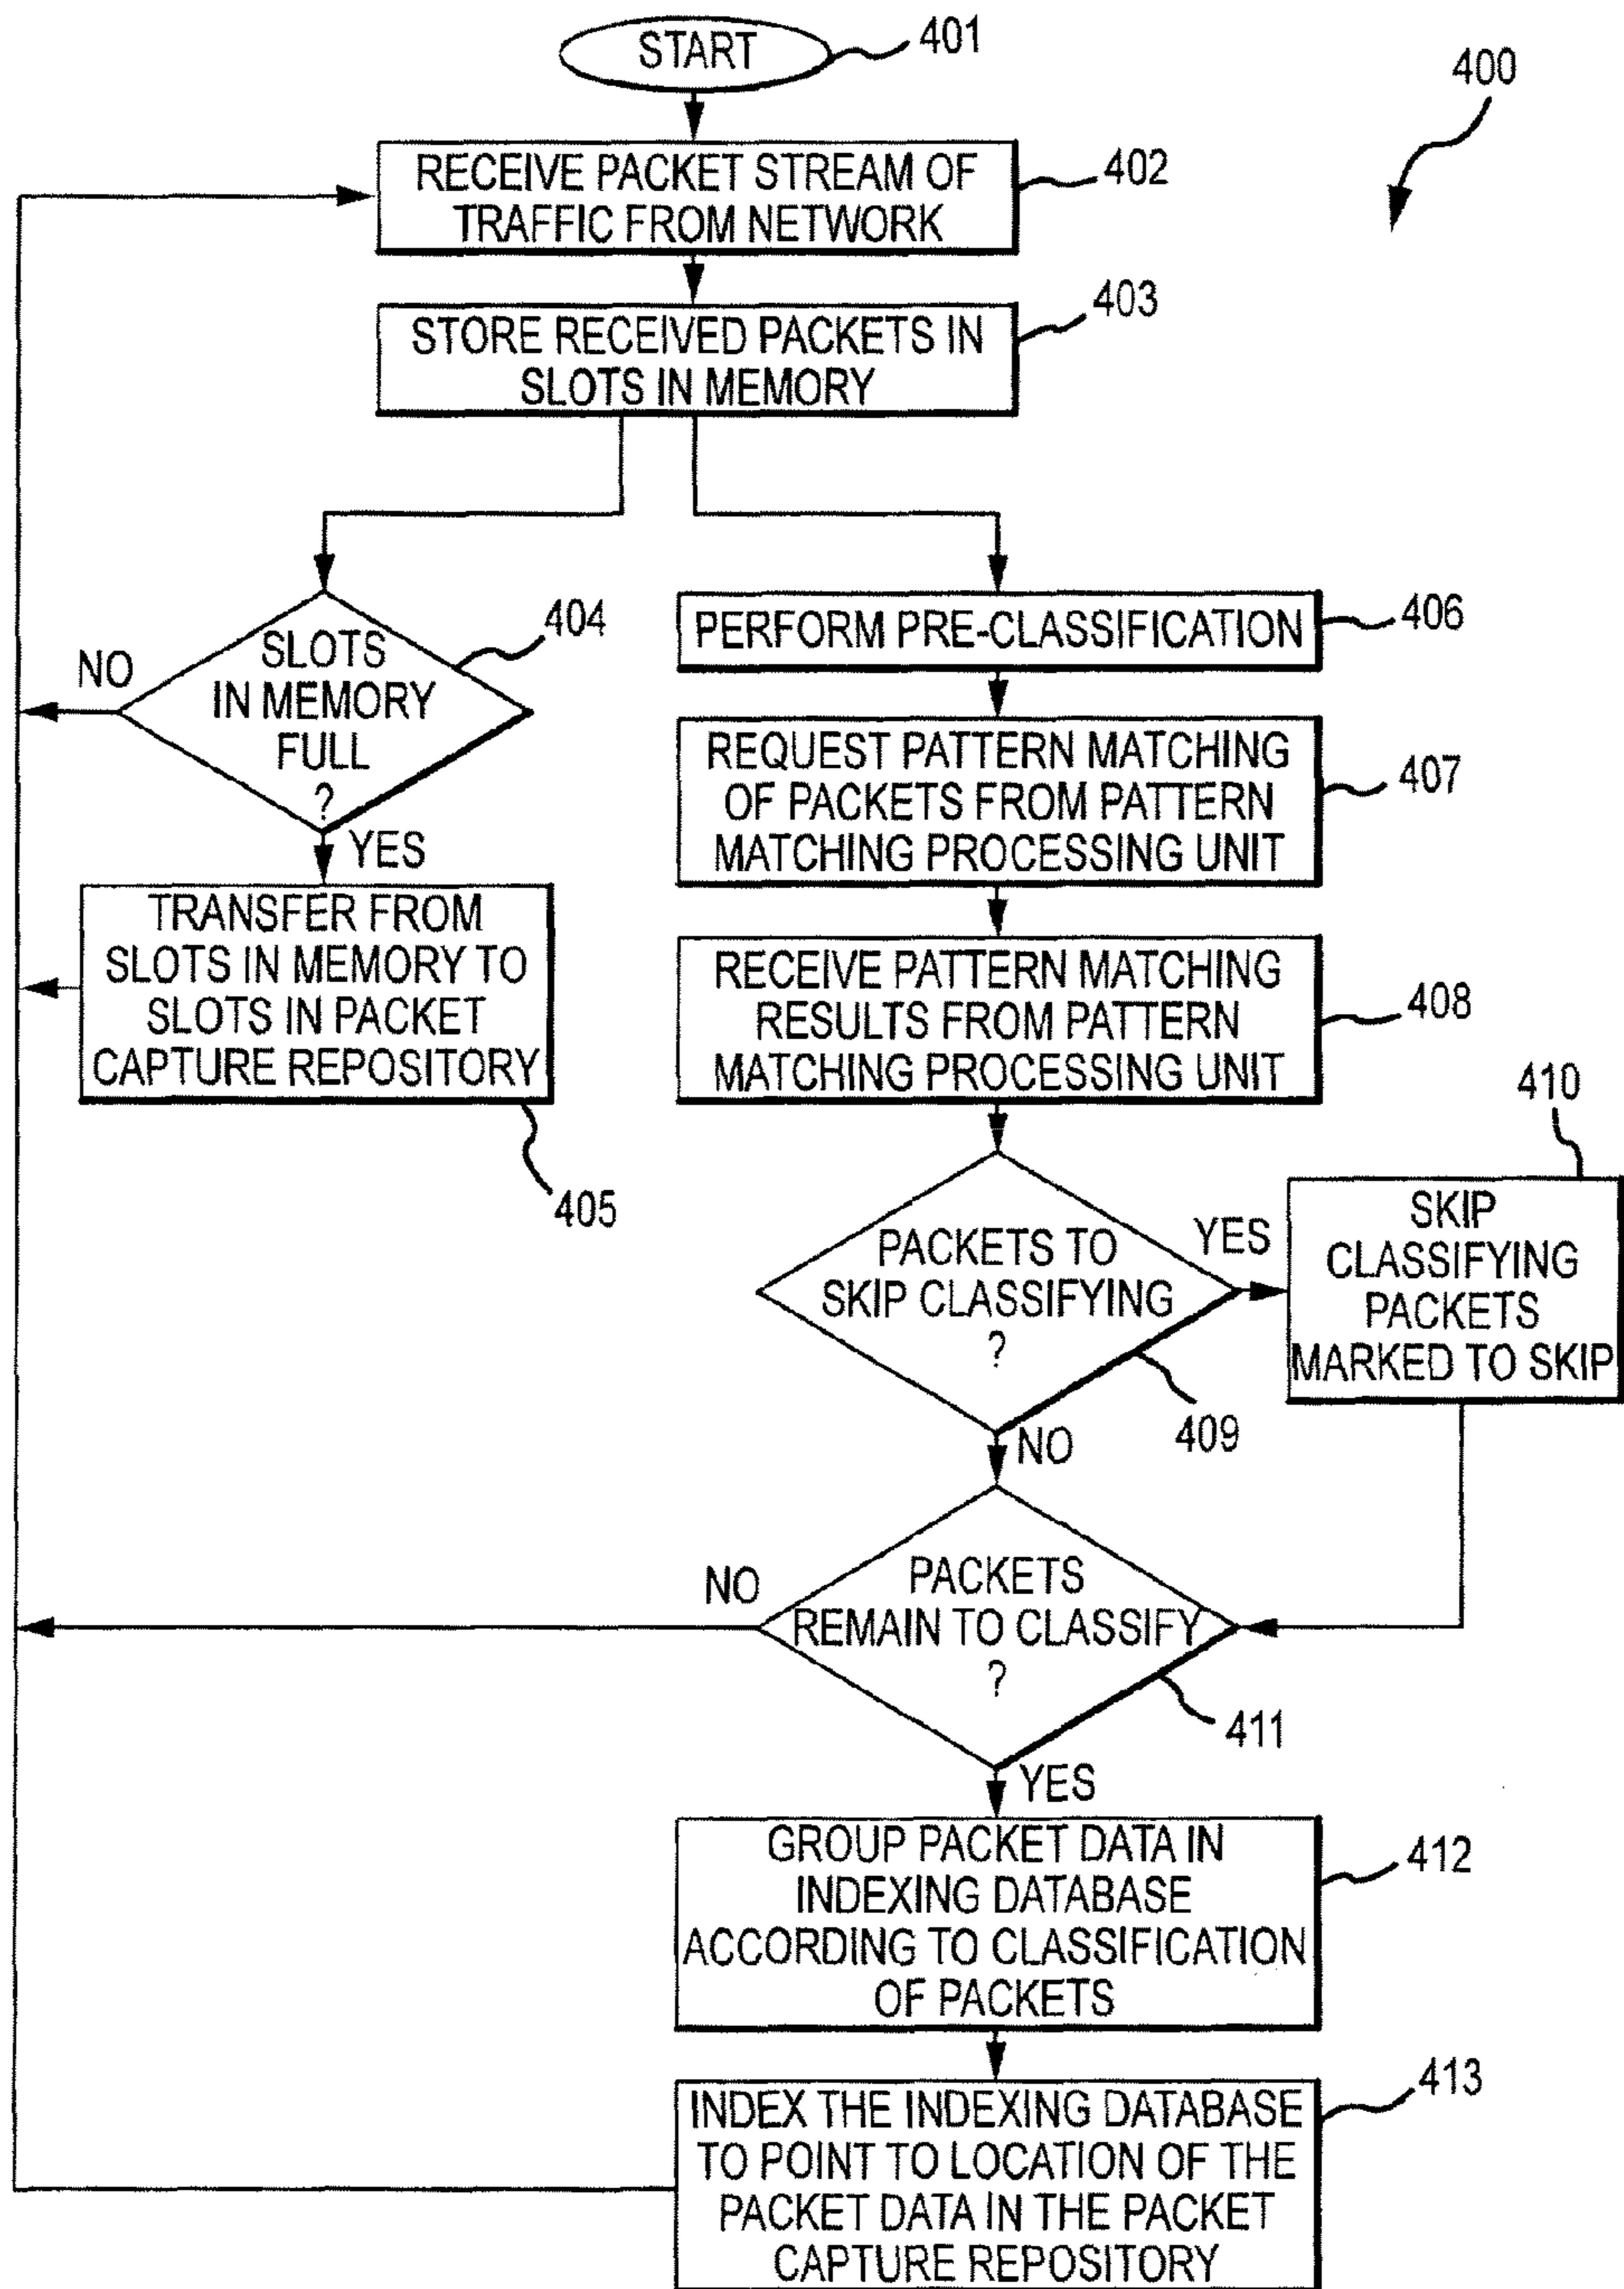 START
401
400
RECEIVE PACKET STREAM OF
TRAFFIC FROM NETWORK
402
STORE RECEIVED PACKETS IN
SLOTS IN MEMORY
403
SLOTS
IN MEMORY
FULL
?
404
NO
YES
TRANSFER FROM
SLOTS IN MEMORY TO
SLOTS IN PACKET
CAPTURE REPOSITORY
405
PERFORM PRE-CLASSIFICATION
406
REQUEST PATTERN MATCHING
OF PACKETS FROM PATTERN
MATCHING PROCESSING UNIT
407
RECEIVE PATTERN MATCHING
RESULTS FROM PATTERN
MATCHING PROCESSING UNIT
408
PACKETS TO
SKIP CLASSIFYING
?
409
YES
NO
410
SKIP
CLASSIFYING
PACKETS
MARKED TO SKIP
PACKETS
REMAIN TO CLASSIFY
?
411
NO
YES
GROUP PACKET DATA IN
INDEXING DATABASE
ACCORDING TO CLASSIFICATION
OF PACKETS
412
INDEX THE INDEXING DATABASE
TO POINT TO LOCATION OF THE
PACKET DATA IN THE PACKET
CAPTURE REPOSITORY
413